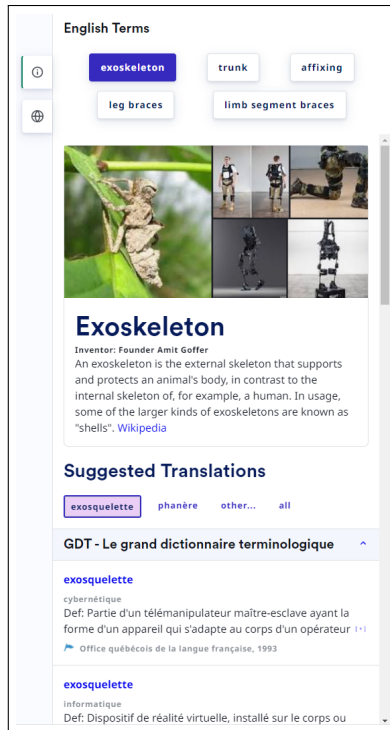 English Terms
exoskeleton
trunk
affixing
leg braces
limb segment braces
Exoskeleton
Inventor: Founder Amit Goffer
An exoskeleton is the external skeleton that supports
and protects an animal's body, in contrast to the
internal skeleton of, for example, a human. In usage,
some of the larger kinds of exoskeletons are known as
"shells". Wikipedia
Suggested Translations
exosquelette
phanère
other...
all
GDT - Le grand dictionnaire terminologique
exosquelette
cybernétique
Def: Partie d'un télémanipulateur maître-esclave ayant la
forme d'un appareil qui s'adapte au corps d'un opérateur [+]
Office québécois de la langue française, 1993
exosquelette
informatique
Def: Dispositif de réalité virtuelle, installé sur le corps ou